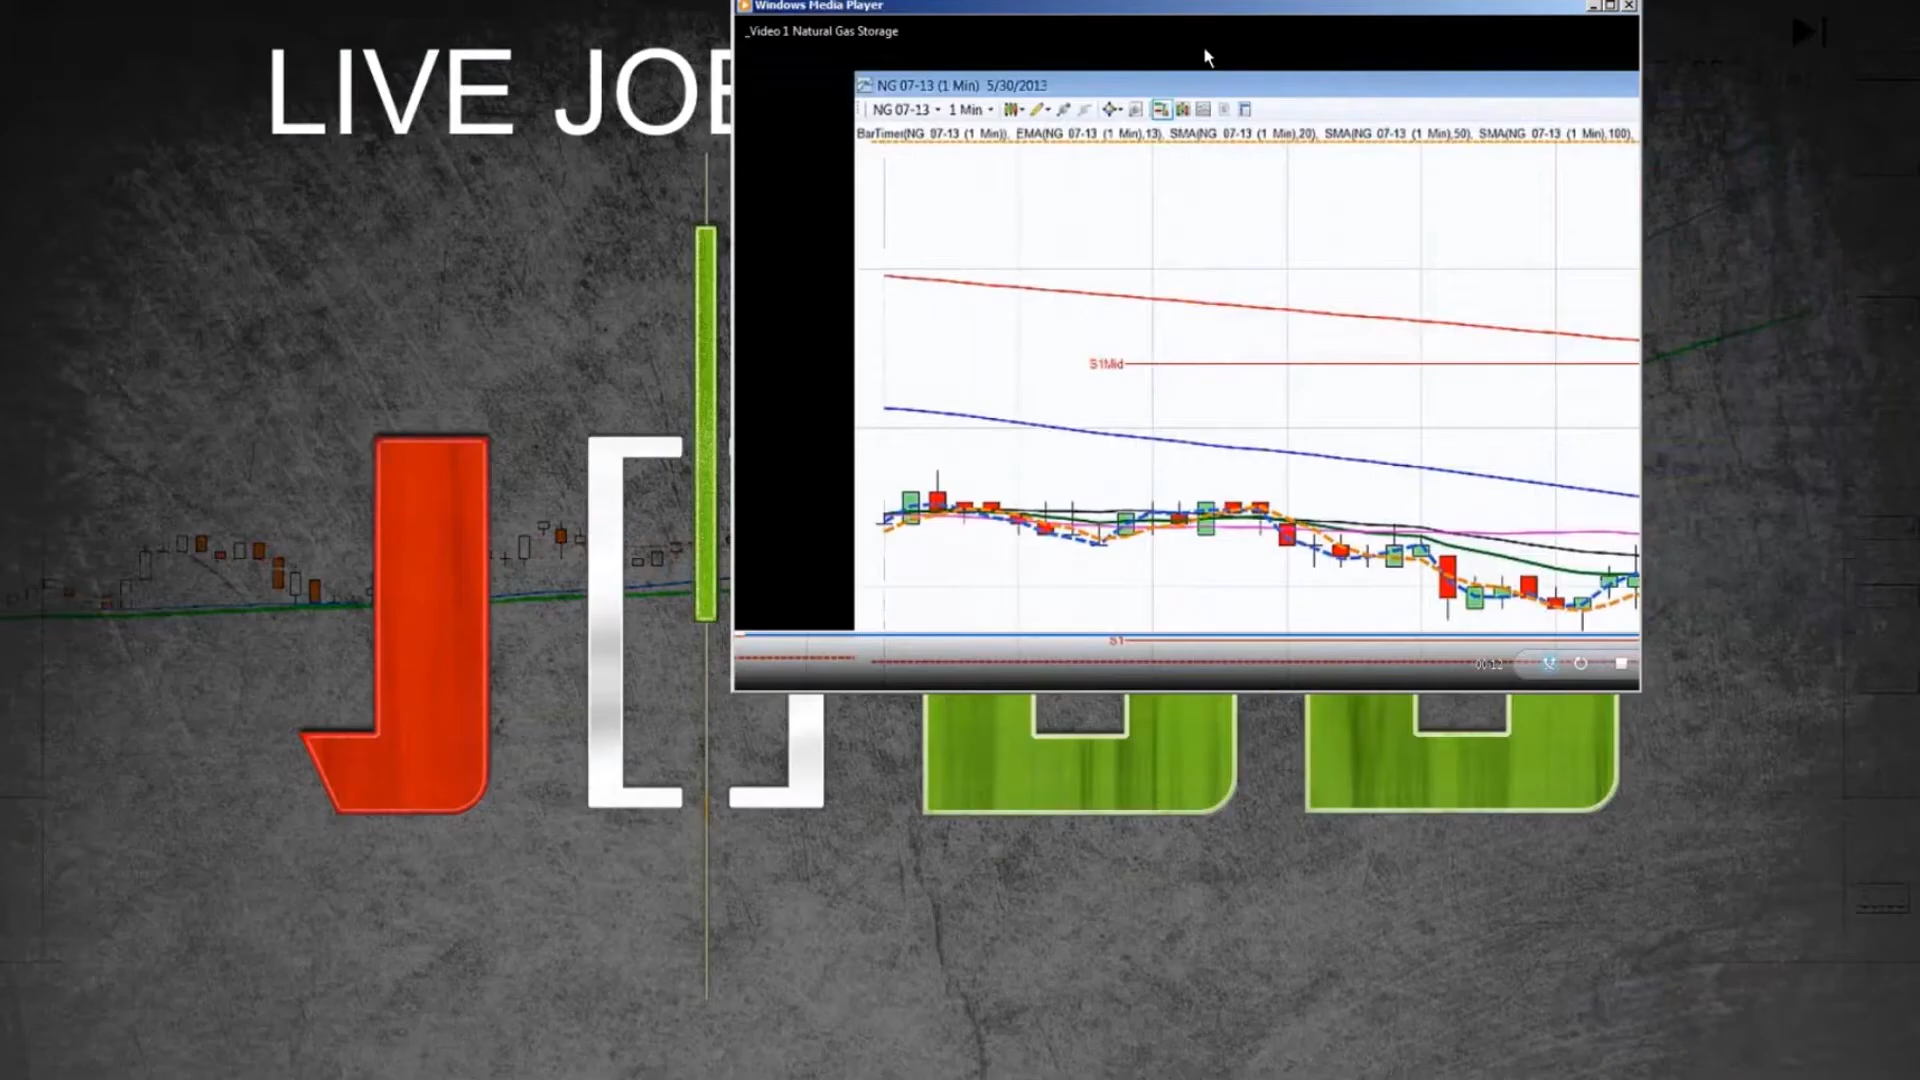 LIVE JOB
Windows Media Player
_Video 1 Natural Gas Storage
NG 07-13 (1 Min)  5/30/2013
NG 07-13 1 Min
BarTimer(NG 07-13 (1 Min)), EMA(NG 07-13 (1 Min),13), SMA(NG 07-13 (1 Min),20), SMA(NG 07-13 (1 Min),50), SMA(NG 07-13 (1 Min),100),
S1Mid
S1
00:12
J